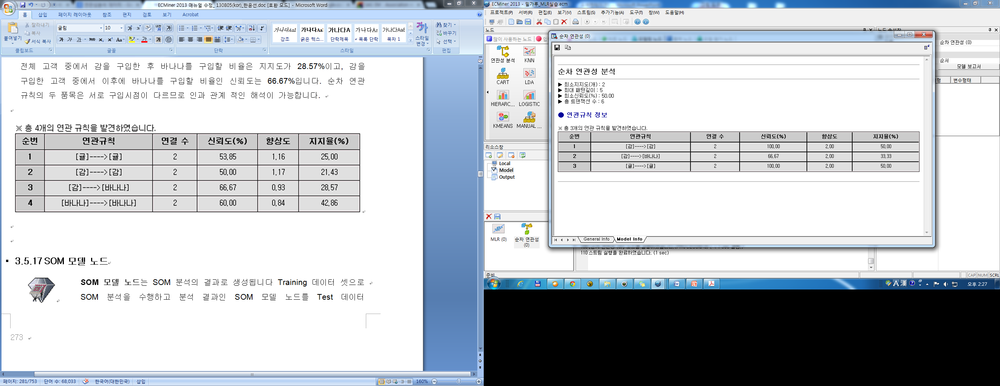 ECMiner 2013 매뉴얼 수정_ 130805(kor)_한윤선.doc [호환 모드] - Microsoft Word
홈 삽입 페이지 레이아웃 참조 편지 검토 보기 Acrobat
붙여넣기
잘라내기
복사
서식 복사
클립보드
굴림 10
글꼴
단락
가나다AaI 강조
가나다AaI 굵은 텍스...
가나다A 단락제목
가나다Aa 목록 단락
가나다AaE 목차 1
스타일 변경
스타일
찾기
바꾸기
선택
편집
전체 고객 중에서 감을 구입한 후 바나나를 구입할 비율은 지지도가 28.57%이고, 감을
구입한 고객 중에서 이후에 바나나를 구입할 비율인 신뢰도는 66.67%입니다. 순차 연관
규칙의 두 품목은 서로 구입시점이 다르므로 인과 관계 적인 해석이 가능합니다.
※ 총 4개의 연관 규칙을 발견하였습니다.
순번 연관규칙 연결 수 신뢰도(%) 향상도 지지율(%)
1 [귤]---->[귤] 2 53,85 1,16 25,00
2 [감]---->[감] 2 50,00 1,17 21,43
3 [감]---->[바나나] 2 66,67 0,93 28,57
4 [바나나]---->[바나나] 2 60,00 0,84 42,86
▪ 3.5.17 SOM 모델 노드
SOM 모델 노드는 SOM 분석의 결과로 생성됩니다 Training 데이터 셋으로
SOM 분석을 수행하고 분석 결과인 SOM 모델 노드를 Test 데이터
273
페이지: 281/753 단어 수: 68,033 한국어(대한민국) 삽입 160%
ECMiner 2013 - 밀가루_MLR실습.ecm
프로젝트(P) 서버(R) 편집(E) 보기(V) 스트림(S) 추가기능(A) 도구(T) 창(W) 도움말(H)
노드
많이 사용하는 노드
연관성 분석 KNN
CART LDA
HIERARC... LOGISTIC
KMEANS MANUAL ...
리소스창
Local
Model
Output
MLR (0) 순차 연관성 (0)
순차 연관성 (0)
순차 연관성 분석
▶ 최소지지도(개) : 2
▶ 최대 패턴길이 : 5
▶ 최소신뢰도(%) : 50.00
▶ 총 트랜잭션 수 : 6
● 연관규칙 정보
※ 총 3개의 연관 규칙을 발견하였습니다.
순번 연관규칙 연결 수 신뢰도(%) 향상도 지지율(%)
1 [감]---->[감] 2 100,00 2,00 50,00
2 [감]---->[바나나] 2 66,67 2,00 33,33
3 [귤]---->[귤] 2 100,00 2,00 50,00
General Info Model Info
110 스트림 실행을 완료하였습니다. (1 sec)
순차 연관성 (0)
순서
모델 보고서
변수형태
준비
CAP NUM SCRL
A 漢
오후 2:27